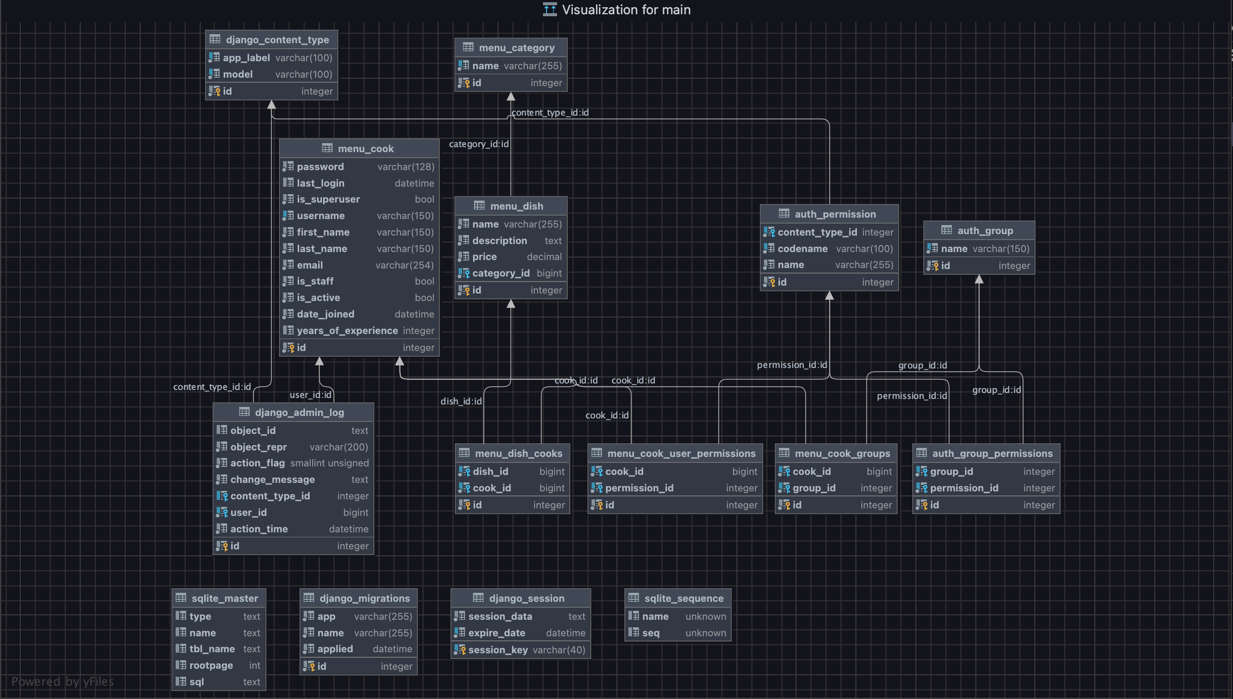 Visualization for main
django_content_type
app_label varchar(100)
model varchar(100)
id integer
menu_category
name varchar(255)
id integer
content_type_id:id
category_id:id
menu_cook
password varchar(128)
last_login datetime
is_superuser bool
username varchar(150)
first_name varchar(150)
last_name varchar(150)
email varchar(254)
is_staff bool
is_active bool
date_joined datetime
years_of_experience integer
id integer
menu_dish
name varchar(255)
description text
price decimal
category_id bigint
id integer
auth_permission
content_type_id integer
codename varchar(100)
name varchar(255)
id integer
auth_group
name varchar(150)
id integer
content_type_id:id
user_id:id
dish_id:id
cook_id:id
cook_id:id
cook_id:id
permission_id:id
group_id:id
permission_id:id
group_id:id
django_admin_log
object_id text
object_repr varchar(200)
action_flag smallint unsigned
change_message text
content_type_id integer
user_id bigint
action_time datetime
id integer
menu_dish_cooks
dish_id bigint
cook_id bigint
id integer
menu_cook_user_permissions
cook_id bigint
permission_id integer
id integer
menu_cook_groups
cook_id bigint
group_id integer
id integer
auth_group_permissions
group_id integer
permission_id integer
id integer
sqlite_master
type text
name text
tbl_name text
rootpage int
sql text
django_migrations
app varchar(255)
name varchar(255)
applied datetime
id integer
django_session
session_data text
expire_date datetime
session_key varchar(40)
sqlite_sequence
name unknown
seq unknown
Powered by yFiles